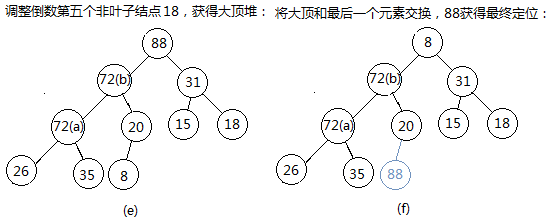 调整倒数第五个非叶子结点18，获得大顶堆：
将大顶和最后一个元素交换，88获得最终定位：
88
72(b)
31
72(a)
20
15
18
26
35
8
(e)
8
72(b)
31
72(a)
20
15
18
26
35
88
(f)